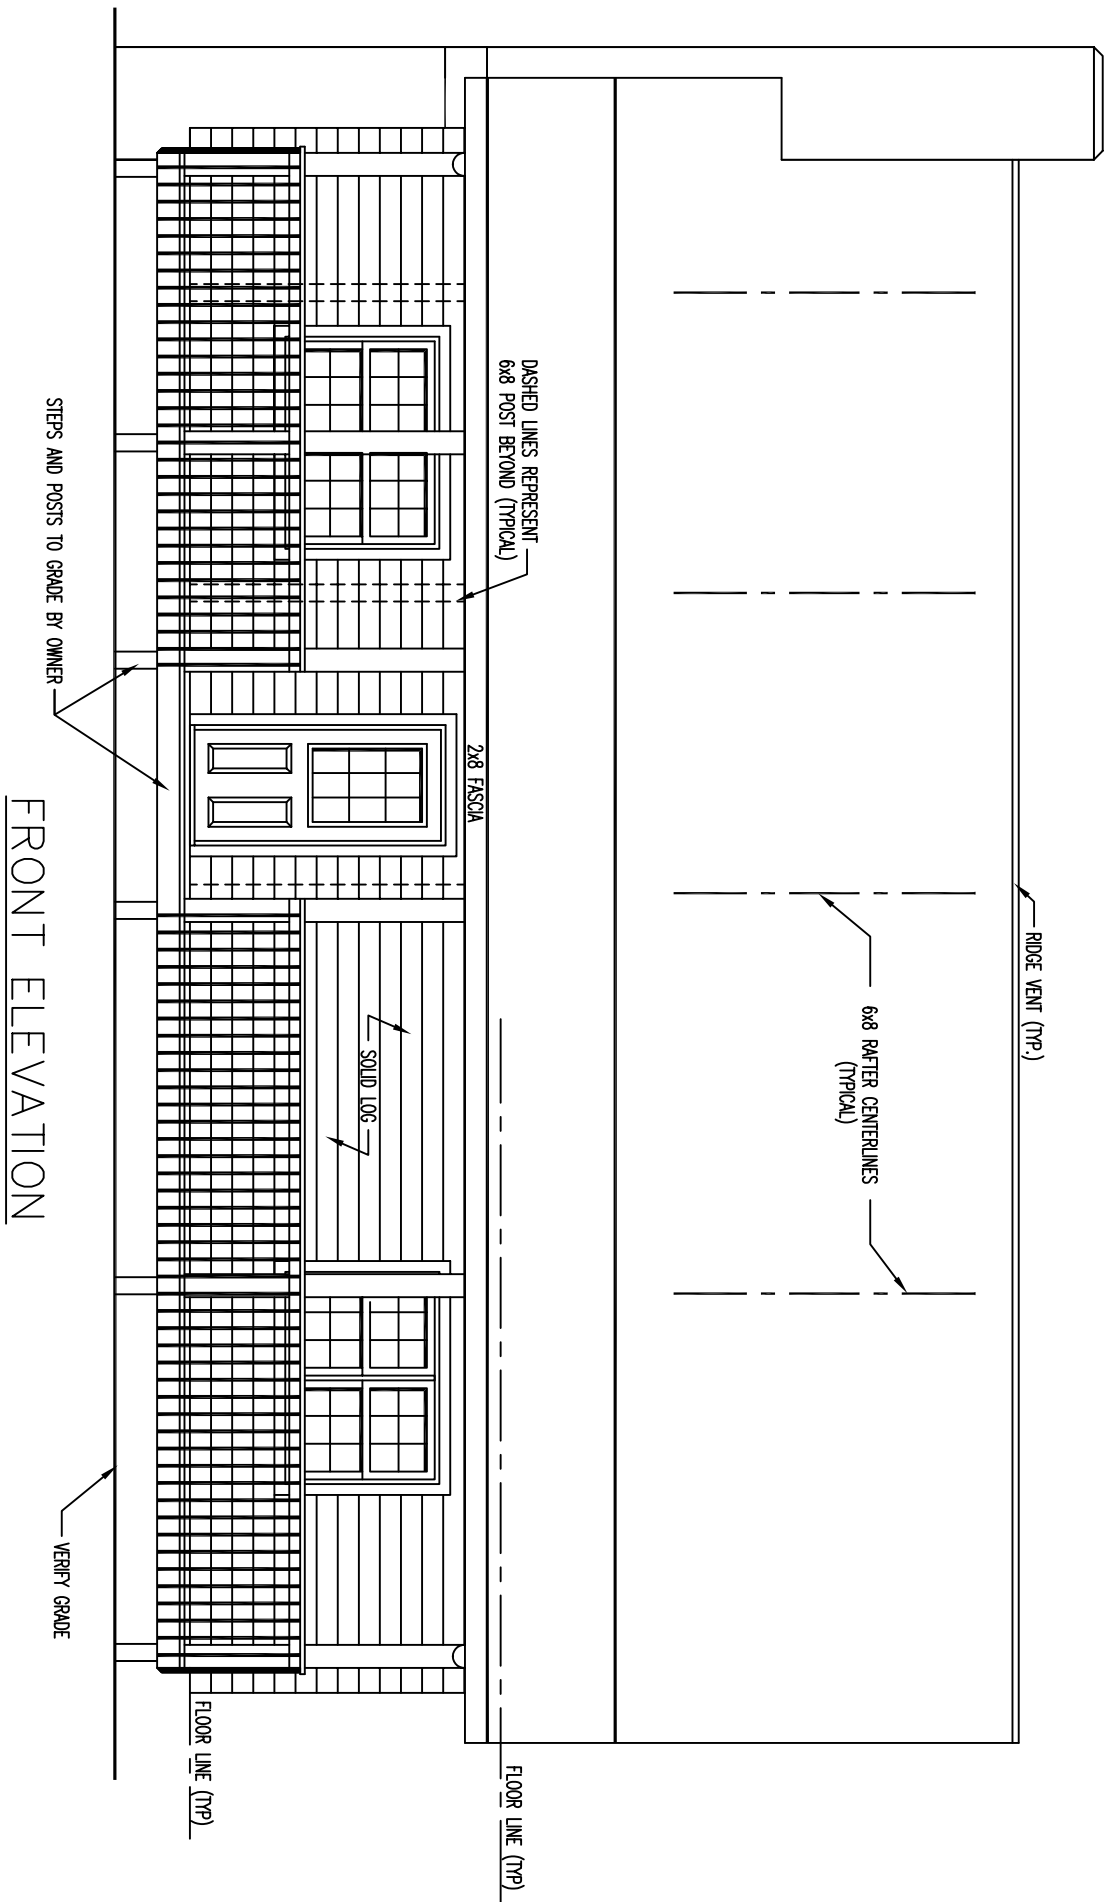 RIDGE VENT (TYP.)
6x8 RAFTER CENTERLINES
(TYPICAL)
DASHED LINES REPRESENT
6x8 POST BEYOND (TYPICAL)
FLOOR LINE (TYP)
2x8 FASCIA
SOLID LOG
FLOOR LINE (TYP)
STEPS AND POSTS TO GRADE BY OWNER
VERIFY GRADE
FRONT ELEVATION